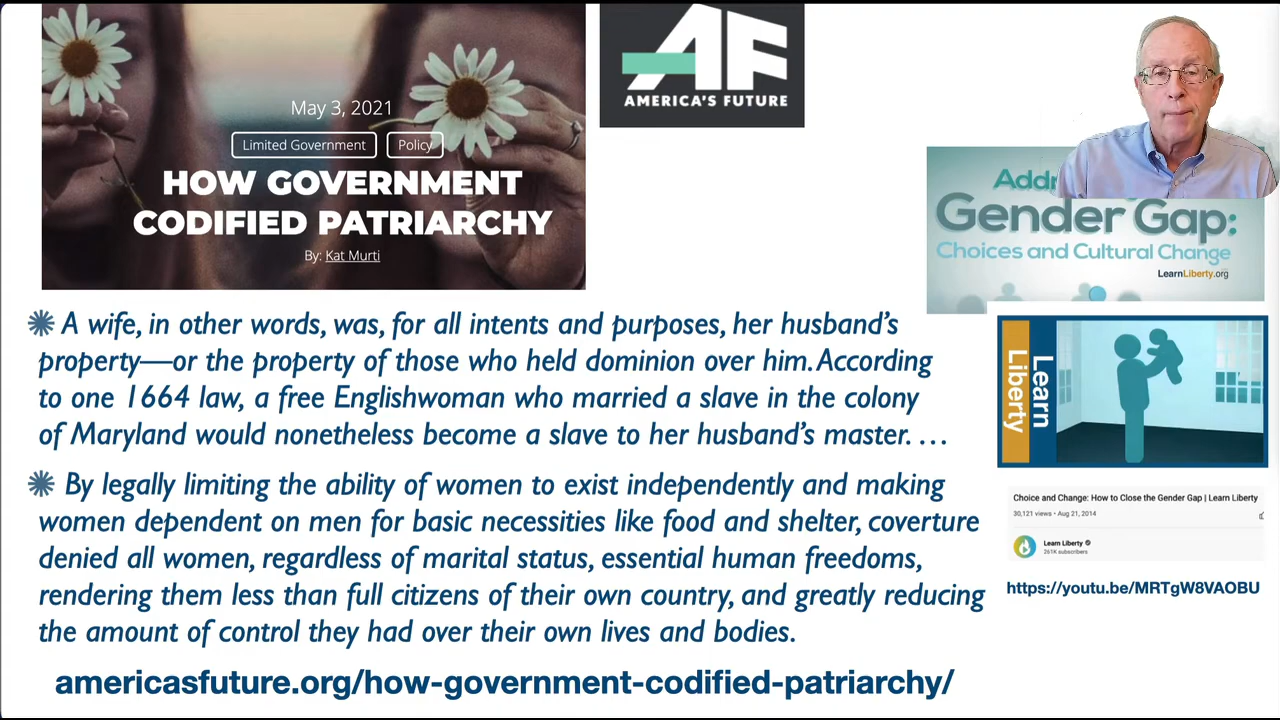 May 3, 2021
Limited Government
Policy
HOW GOVERNMENT
CODIFIED PATRIARCHY
By: Kat Murti
AF
AMERICA'S FUTURE
Gender Gap:
Choices and Cultural Change
LearnLiberty.org
A wife, in other words, was, for all intents and purposes, her husband's
property—or the property of those who held dominion over him. According
to one 1664 law, a free Englishwoman who married a slave in the colony
of Maryland would nonetheless become a slave to her husband's master. …
By legally limiting the ability of women to exist independently and making
women dependent on men for basic necessities like food and shelter, coverture
denied all women, regardless of marital status, essential human freedoms,
rendering them less than full citizens of their own country, and greatly reducing
the amount of control they had over their own lives and bodies.
americasfuture.org/how-government-codified-patriarchy/
Learn
Liberty
Choice and Change: How to Close the Gender Gap | Learn Liberty
30,121 views • Aug 21, 2014
Learn Liberty
261K subscribers
https://youtu.be/MRTgW8VAOBU